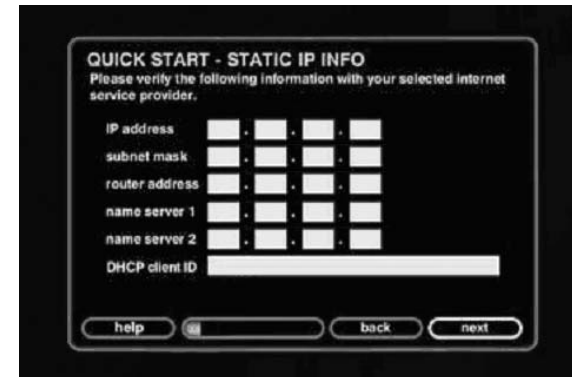 QUICK START - STATIC IP INFO
Please verify the following information with your selected internet
service provider.
IP address . . .
subnet mask . . .
router address . . .
name server 1 . . .
name server 2 . . .
DHCP client ID
help
back
next